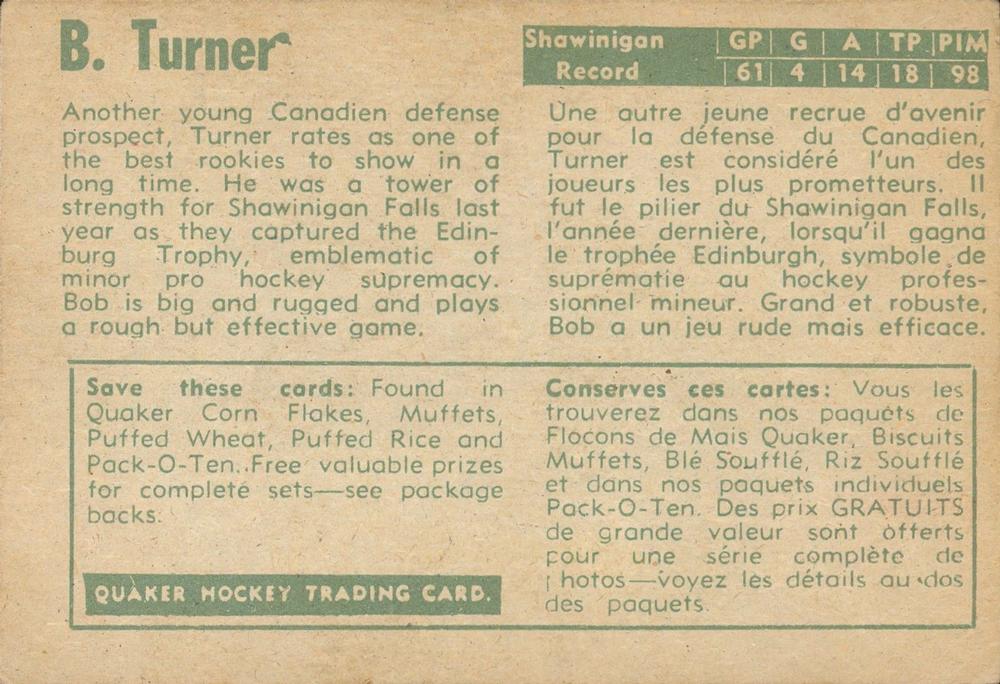 B. Turner
Shawinigan GP G A TP PIM
Record 61 4 14 18 98
Another young Canadien defense
prospect, Turner rates as one of
the best rookies to show in a
long time. He was a tower of
strength for Shawinigan Falls last
year as they captured the Edin-
burg Trophy, emblematic of
minor pro hockey supremacy.
Bob is big and rugged and plays
a rough but effective game.
Une autre jeune recrue d'avenir
pour la défense du Canadien,
Turner est considéré l'un des
joueurs les plus prometteurs. Il
fut le pilier du Shawinigan Falls,
l'année dernière, lorsqu'il gagna
le trophée Edinburgh, symbole de
suprématie au hockey profes-
sionnel mineur. Grand et robuste,
Bob a un jeu rude mais efficace.
Save these cards: Found in
Quaker Corn Flakes, Muffets,
Puffed Wheat, Puffed Rice and
Pack-O-Ten. Free valuable prizes
for complete sets—see package
backs.
QUAKER HOCKEY TRADING CARD.
Conserves ces cartes: Vous les
trouverez dans nos paquets de
Flocons de Mais Quaker, Biscuits
Muffets, Blé Soufflé, Riz Soufflé
et dans nos paquets individuels
Pack-O-Ten. Des prix GRATUITS
de grande valeur sont offerts
pour une série complète de
photos—voyez les détails au dos
des paquets.